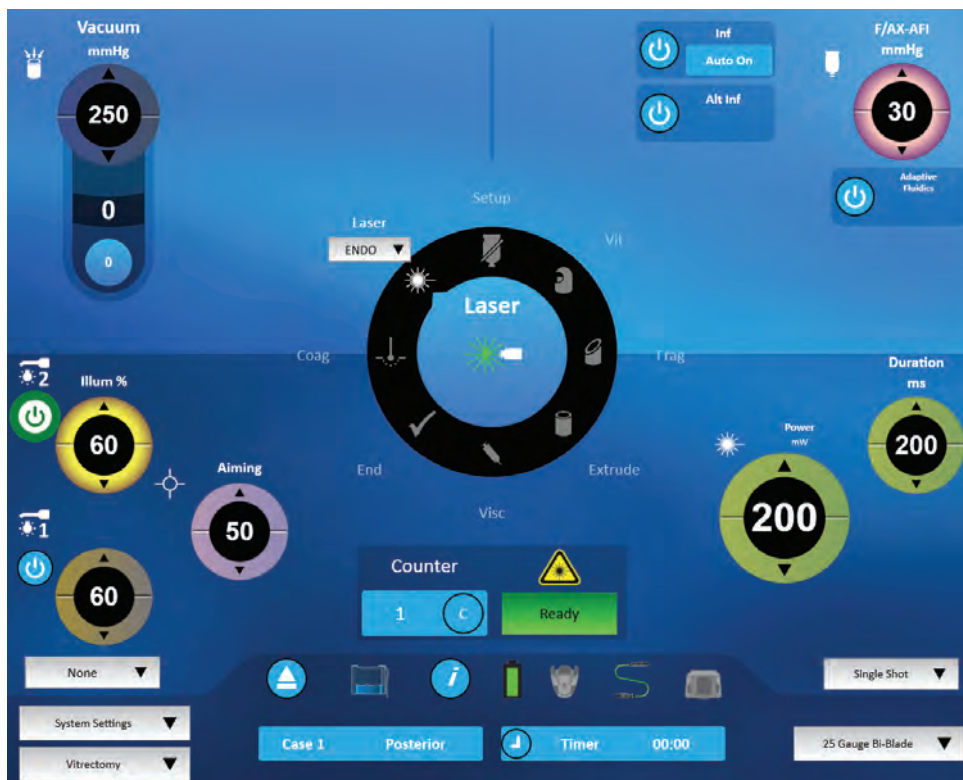 Vacuum
mmHg
250
0
0
Inf
Auto On
Alt Inf
F/AX-AFI
mmHg
30
Adaptive
Fluidics
Setup
Laser
ENDO
Vit
Laser
Coag
Trag
End
Extrude
Visc
2
Illum %
60
Aiming
50
1
60
Duration
ms
200
Power
mW
200
Counter
1
C
Ready
None
i
Single Shot
System Settings
Case 1 Posterior
Timer 00:00
25 Gauge Bi-Blade
Vitrectomy